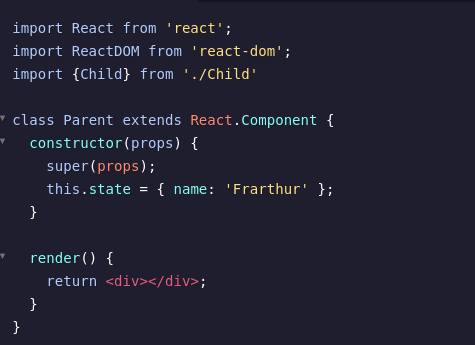 import React from 'react';
import ReactDOM from 'react-dom';
import {Child} from './Child'
class Parent extends React.Component {
constructor(props) {
super(props);
this.state = { name: 'Frarthur' };
}
render() {
return <div></div>;
}
}